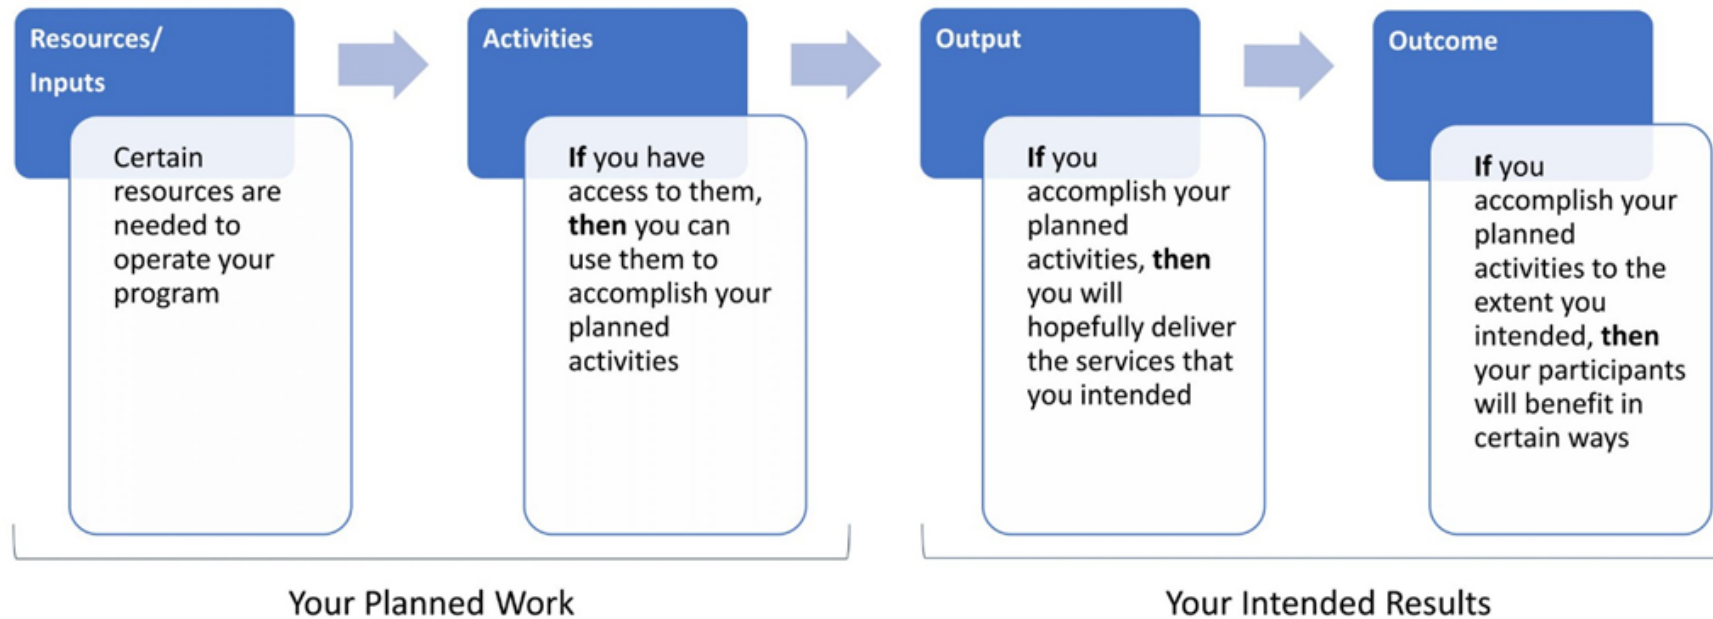 Resources/
Inputs
Certain
resources are
needed to
operate your
program
Activities
If you have
access to them,
then you can
use them to
accomplish your
planned
activities
Output
If you
accomplish your
planned
activities, then
you will
hopefully deliver
the services that
you intended
Outcome
If you
accomplish your
planned
activities to the
extent you
intended, then
your participants
will benefit in
certain ways
Your Planned Work
Your Intended Results